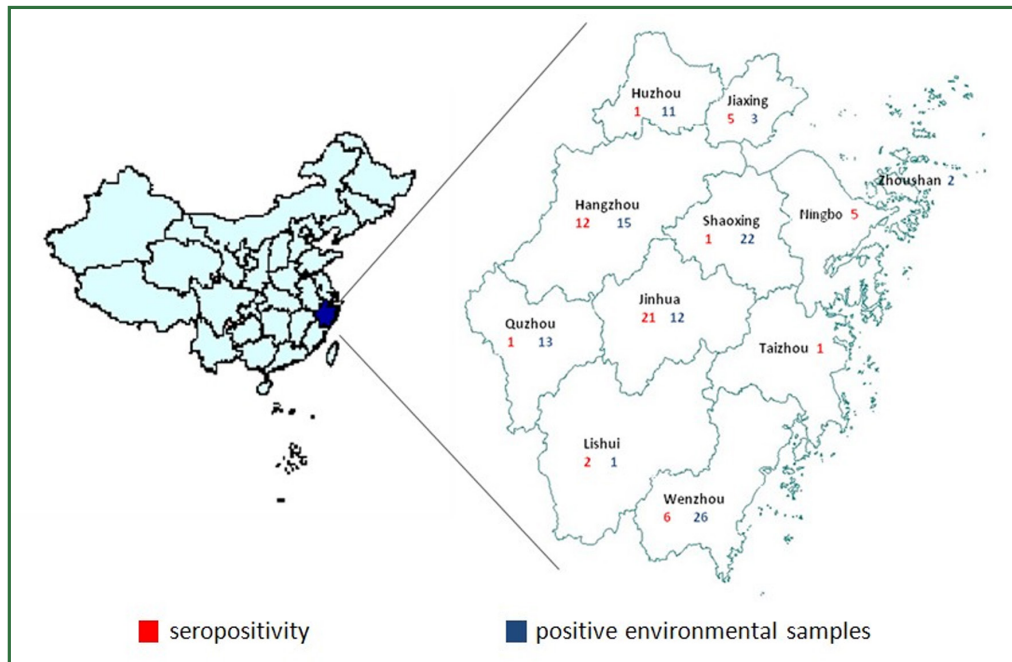 Huzhou
1 11
Jiaxing
5 3
Zhoushan 2
Hangzhou
12 15
Shaoxing
1 22
Ningbo 5
Jinhua
21 12
Quzhou
1 13
Taizhou 1
Lishui
2 1
Wenzhou
6 26
seropositivity
positive environmental samples